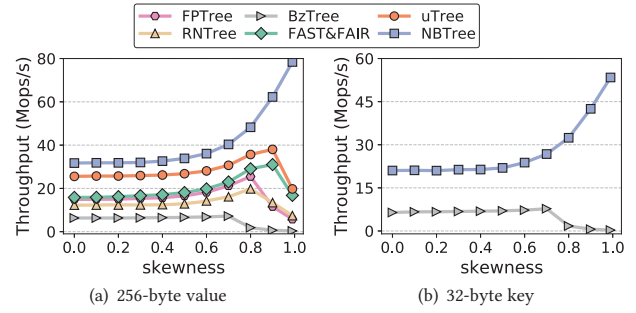 FPTree BzTree uTree
RNTree FAST&FAIR NBTree
Throughput (Mops/s)
80
60
40
20
0
0.0 0.2 0.4 0.6 0.8 1.0
skewness
(a) 256-byte value
Throughput (Mops/s)
60
45
30
15
0
0.0 0.2 0.4 0.6 0.8 1.0
skewness
(b) 32-byte key